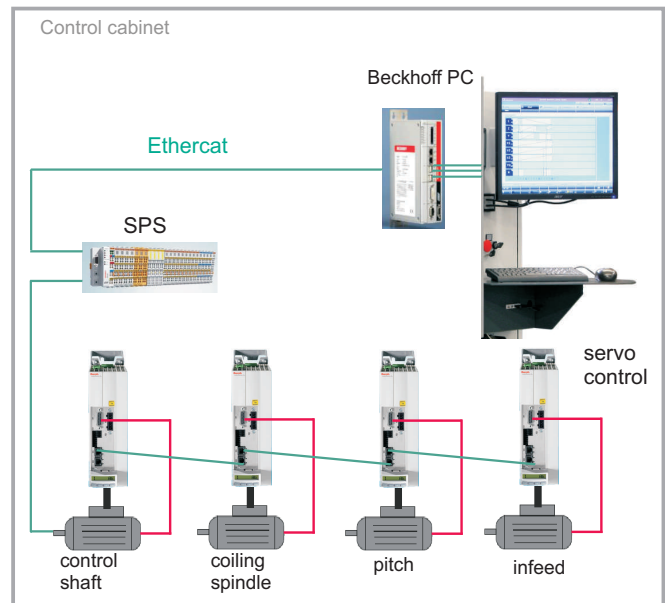 Control cabinet
Beckhoff PC
Ethercat
SPS
servo
control
control
shaft
coiling
spindle
pitch
infeed